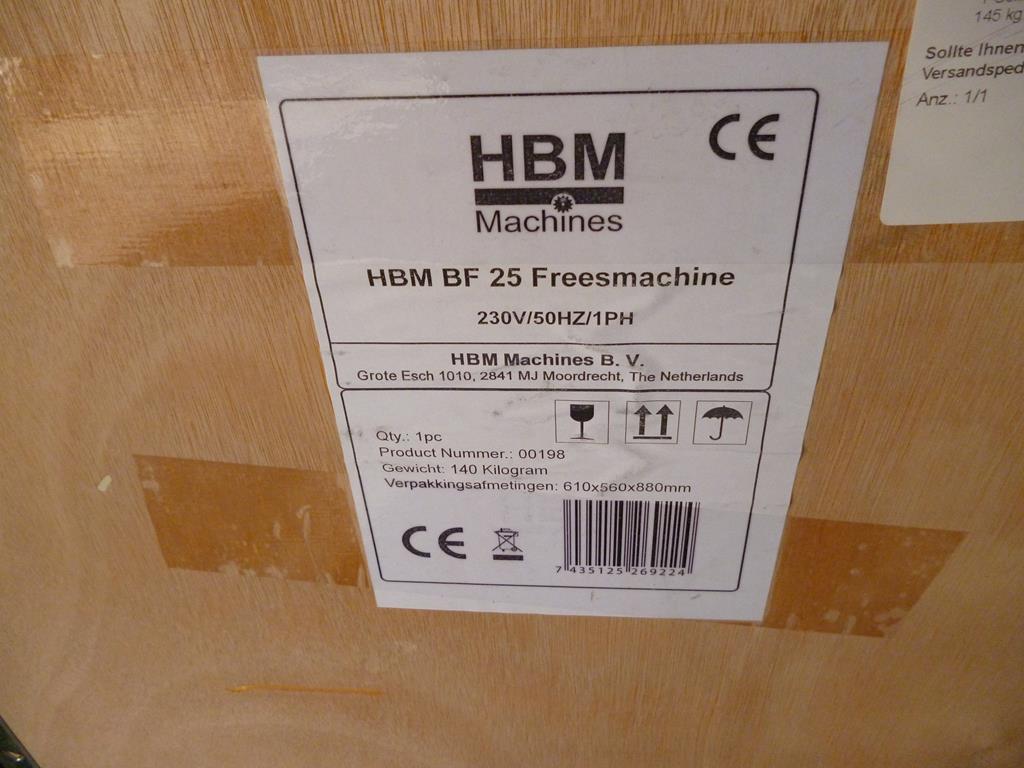 HBM
Machines
CE
HBM BF 25 Freesmachine
230V/50HZ/1PH
HBM Machines B. V.
Grote Esch 1010, 2841 MJ Moordrecht, The Netherlands
Qty.: 1pc
Product Nummer.: 00198
Gewicht: 140 Kilogram
Verpakkingsafmetingen: 610x560x880mm
CE
7 435125 269224
145 kg
Sollte Ihnen
Versandsped
Anz.: 1/1